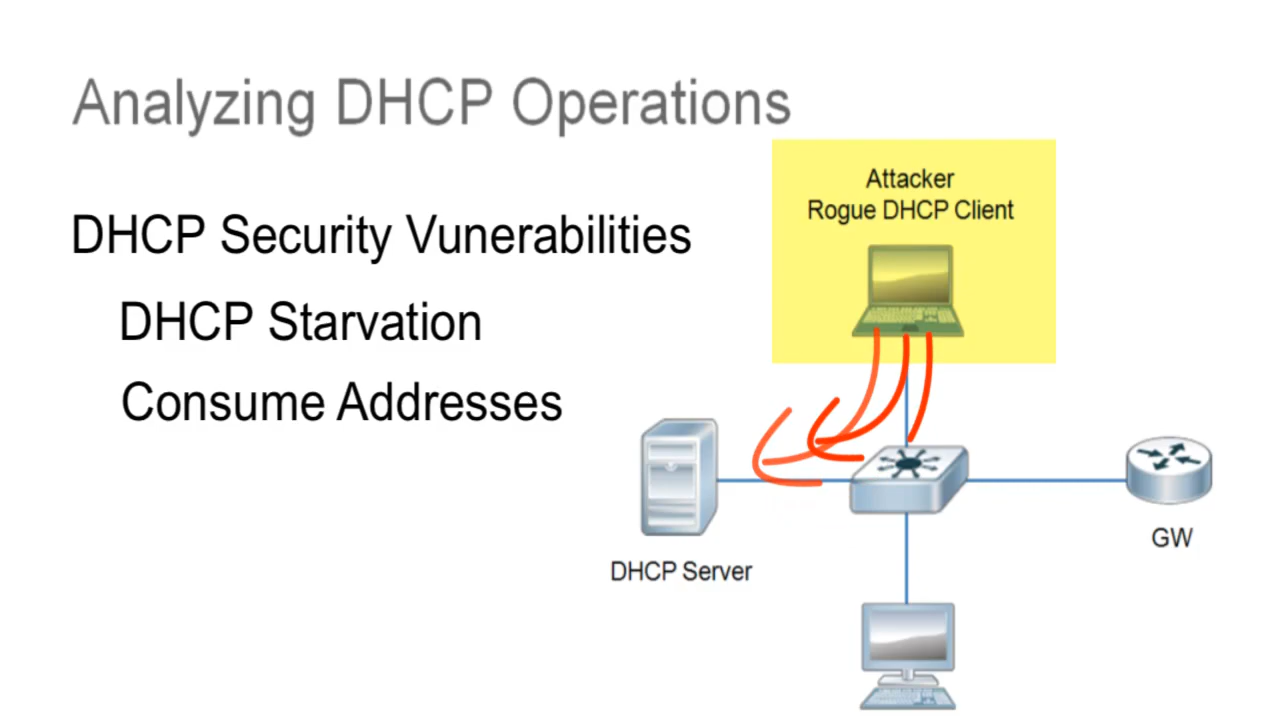 Analyzing DHCP Operations
DHCP Security Vunerabilities
DHCP Starvation
Consume Addresses
Attacker
Rogue DHCP Client
DHCP Server
GW